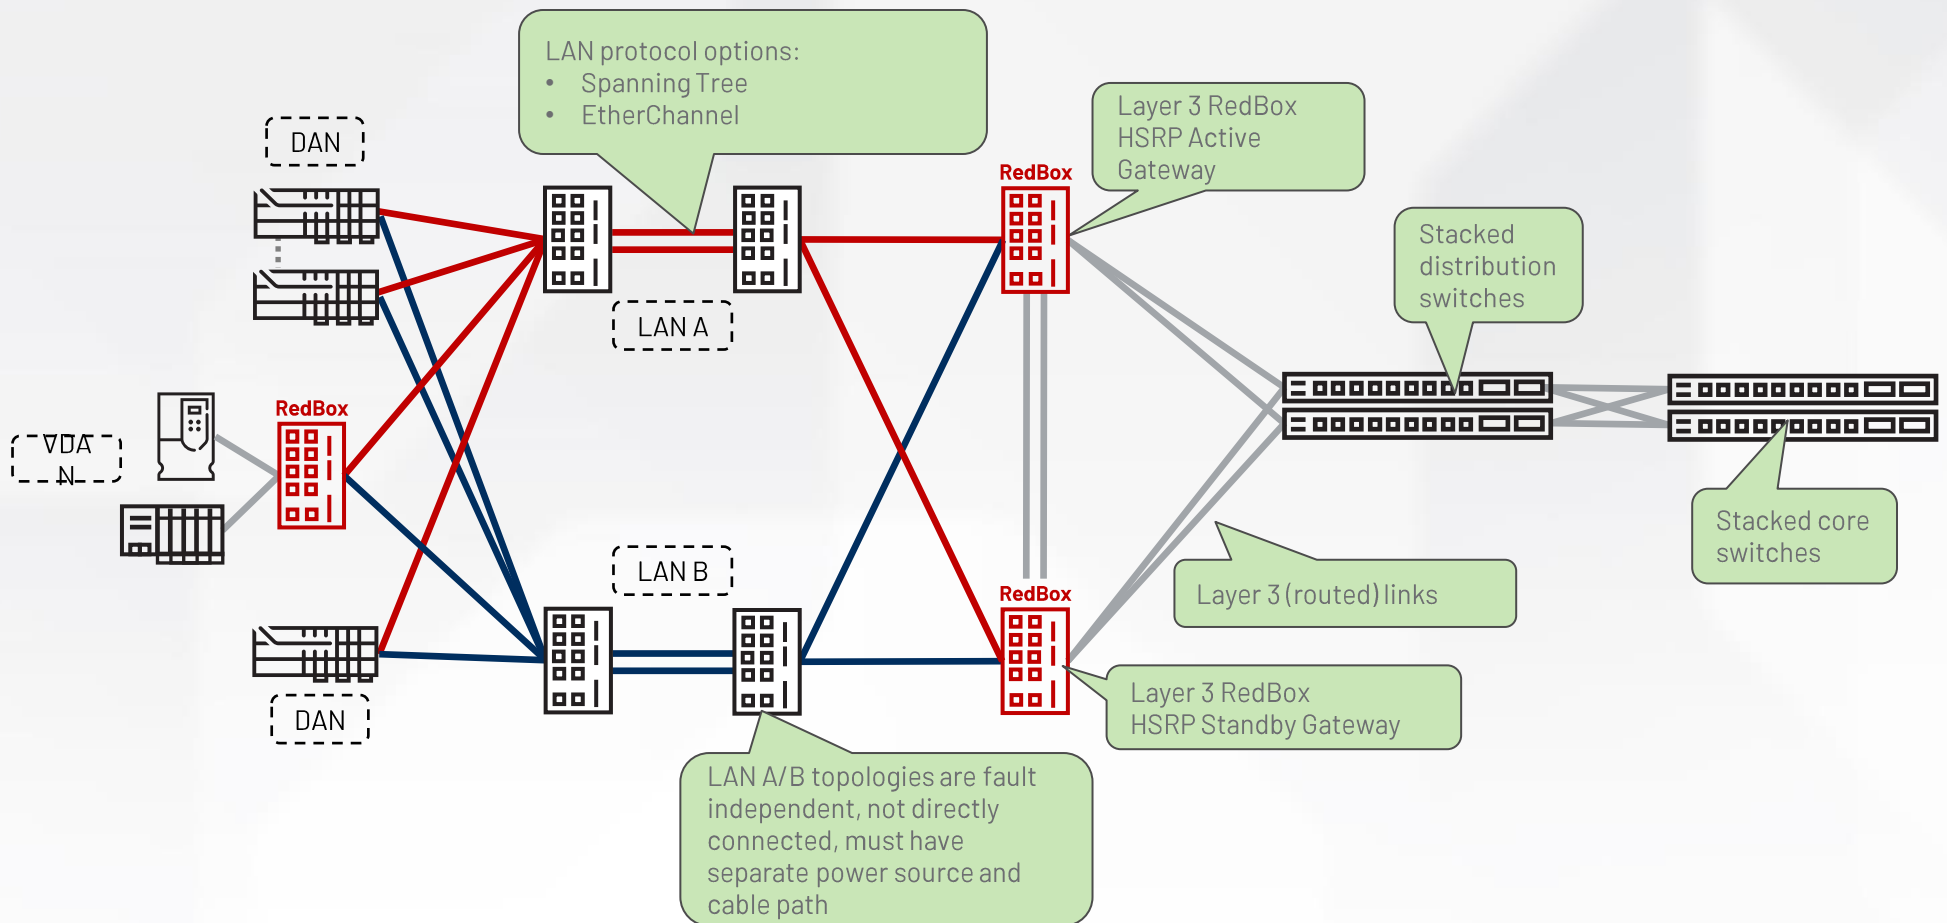 LAN protocol options:
• Spanning Tree
• EtherChannel
DAN
Layer 3 RedBox
HSRP Active
Gateway
RedBox
Stacked
distribution
switches
LAN A
RedBox
VDA
N
LAN B
Stacked core
switches
RedBox
Layer 3 (routed) links
DAN
Layer 3 RedBox
HSRP Standby Gateway
LAN A/B topologies are fault
independent, not directly
connected, must have
separate power source and
cable path